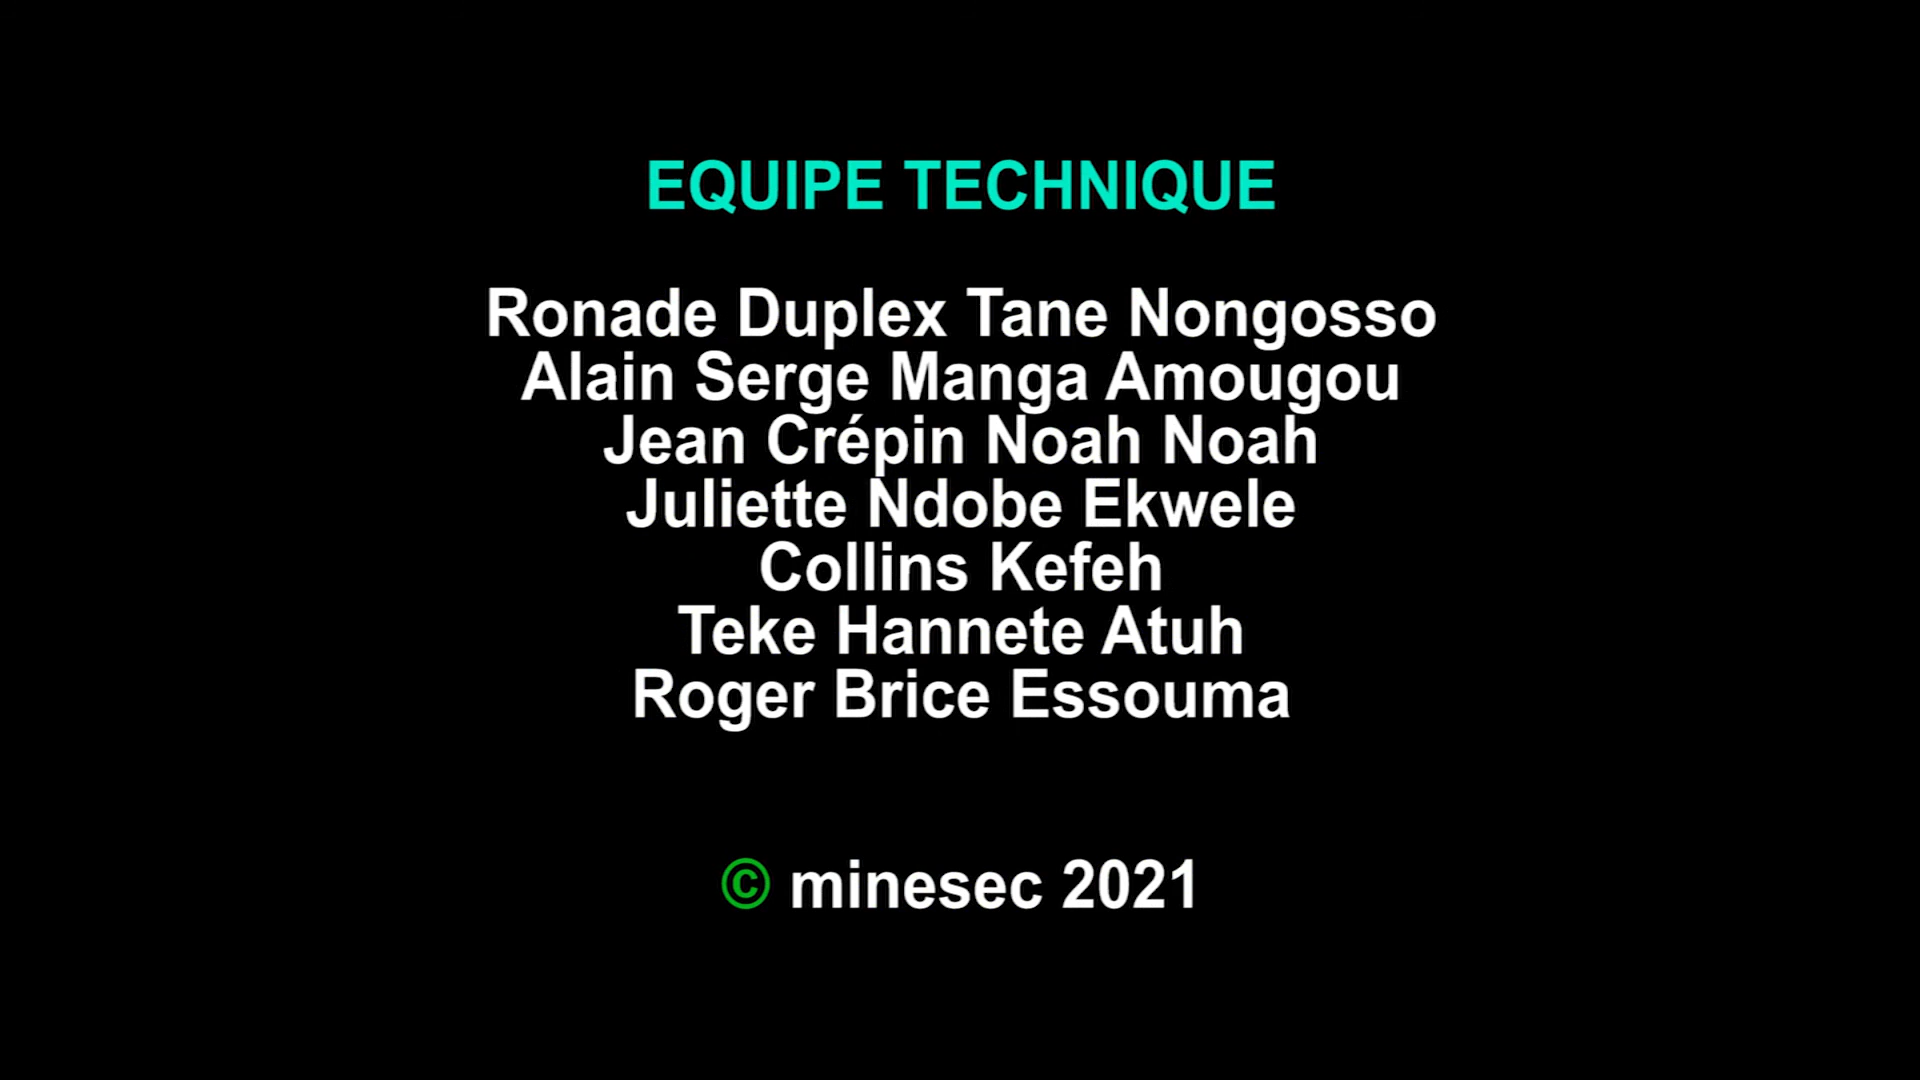 EQUIPE TECHNIQUE
Ronade Duplex Tane Nongosso
Alain Serge Manga Amougou
Jean Crépin Noah Noah
Juliette Ndobe Ekwele
Collins Kefeh
Teke Hannete Atuh
Roger Brice Essouma
© minesec 2021